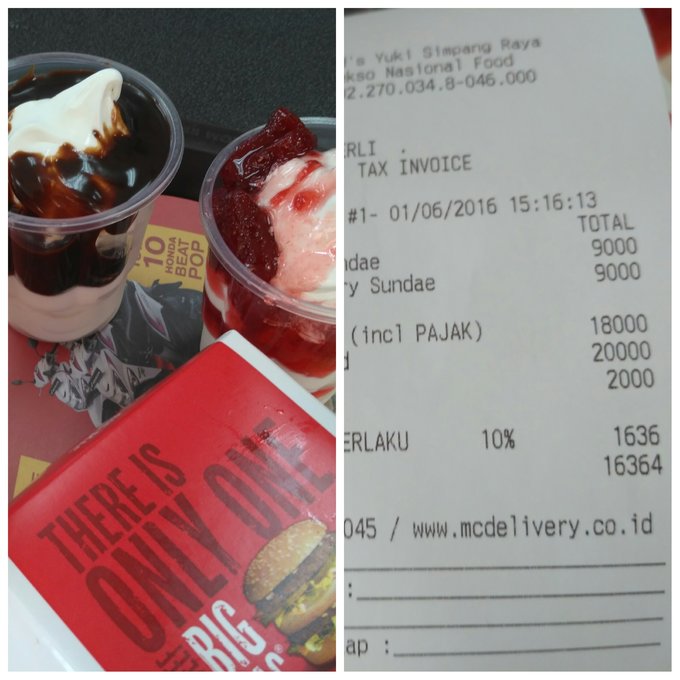 10
HONDA
BEAT
POP
THERE IS
ONLY ONE
BIG
's Yuki Simpang Raya
kso Nasional Food
02.270.034.8-046.000
ERLI .
TAX INVOICE
#1- 01/06/2016 15:16:13
TOTAL
ndae 9000
ry Sundae 9000
(incl PAJAK) 18000
d 20000
2000
ERLAKU 10% 1636
16364
045 / www.mcdelivery.co.id
:
ap :